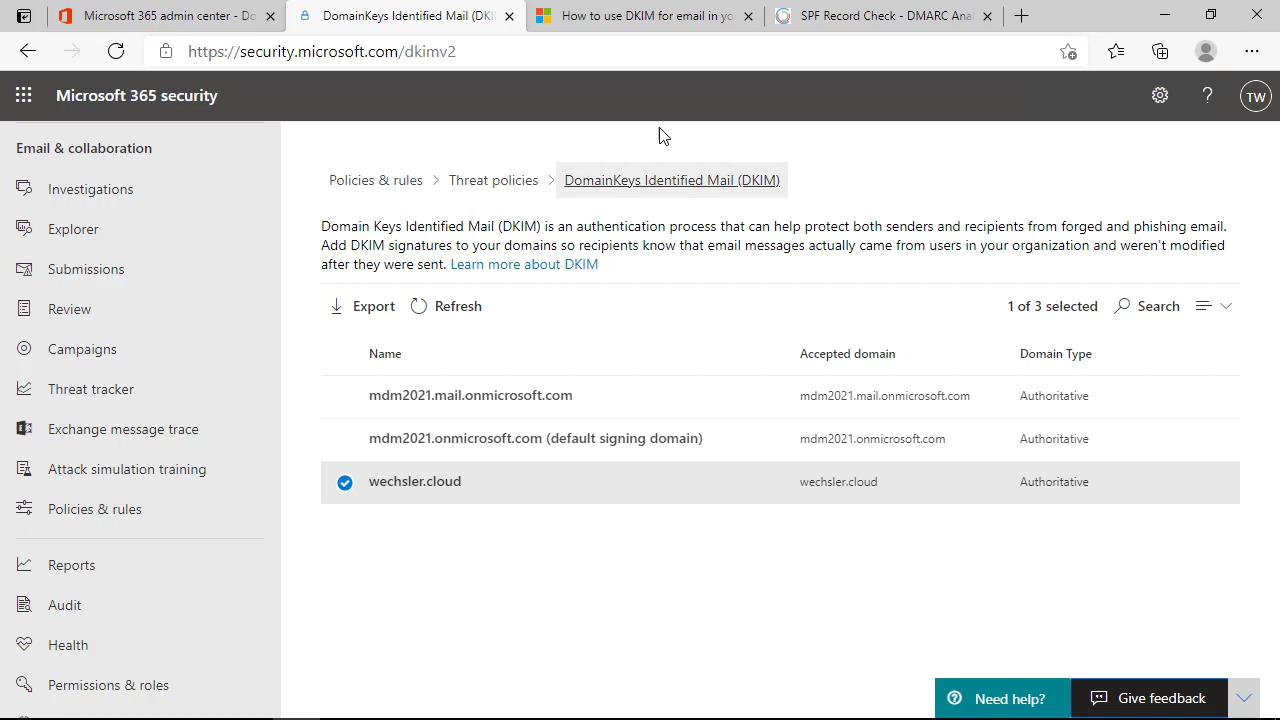 Microsoft 365 admin center - Do
DomainKeys Identified Mail (DKI
How to use DKIM for email in yo
SPF Record Check - DMARC Anal
https://security.microsoft.com/dkimv2
Microsoft 365 security
TW
Email & collaboration
Investigations
Explorer
Submissions
Review
Campaigns
Threat tracker
Exchange message trace
Attack simulation training
Policies & rules
Reports
Audit
Health
Permissions & roles
Policies & rules > Threat policies > DomainKeys Identified Mail (DKIM)
Domain Keys Identified Mail (DKIM) is an authentication process that can help protect both senders and recipients from forged and phishing email.
Add DKIM signatures to your domains so recipients know that email messages actually came from users in your organization and weren't modified
after they were sent. Learn more about DKIM
Export Refresh 1 of 3 selected Search
Name Accepted domain Domain Type
mdm2021.mail.onmicrosoft.com mdm2021.mail.onmicrosoft.com Authoritative
mdm2021.onmicrosoft.com (default signing domain) mdm2021.onmicrosoft.com Authoritative
wechsler.cloud wechsler.cloud Authoritative
Need help? Give feedback